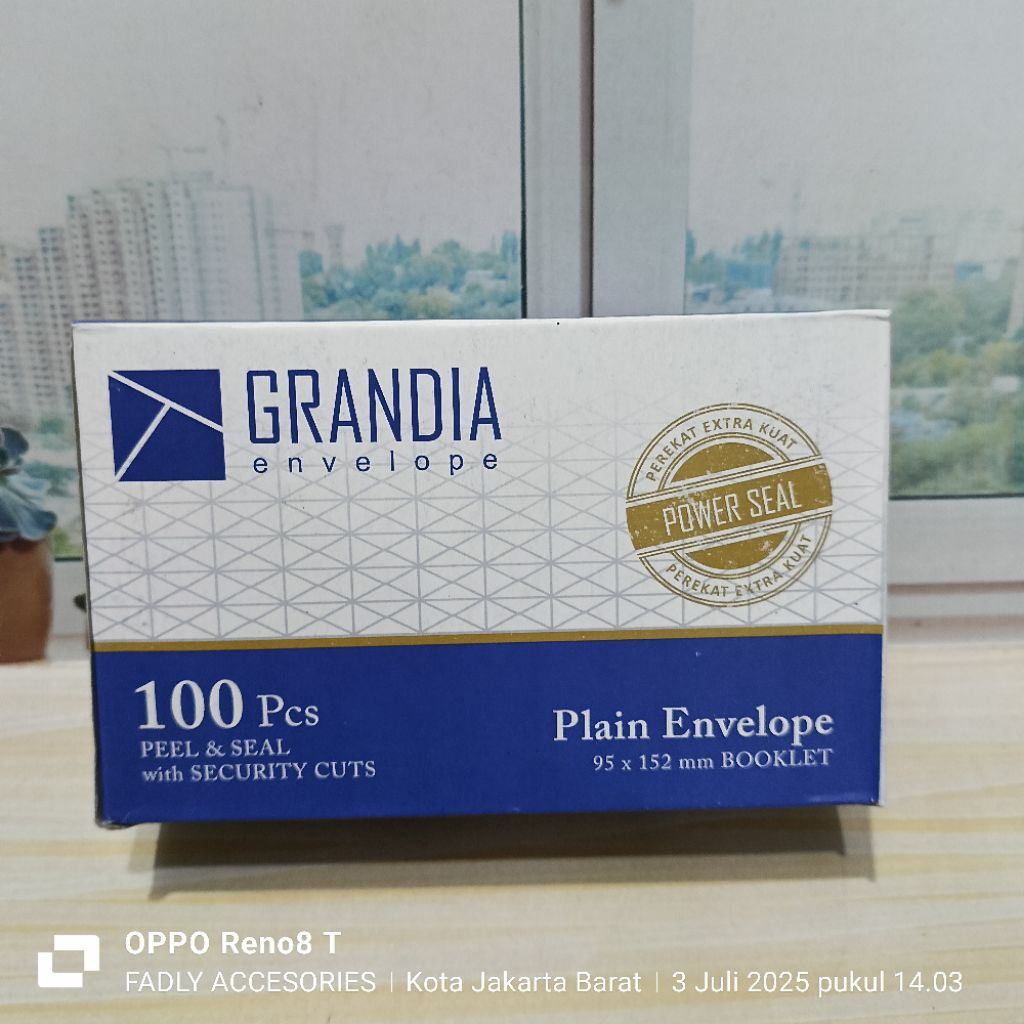 GRANDIA
envelope
PEREKAT EXTRA KUAT
POWER SEAL
PEREKAT EXTRA KUAT
100 Pcs
PEEL & SEAL
with SECURITY CUTS
Plain Envelope
95 x 152 mm BOOKLET
OPPO Reno8 T
FADLY ACCESORIES | Kota Jakarta Barat | 3 Juli 2025 pukul 14.03